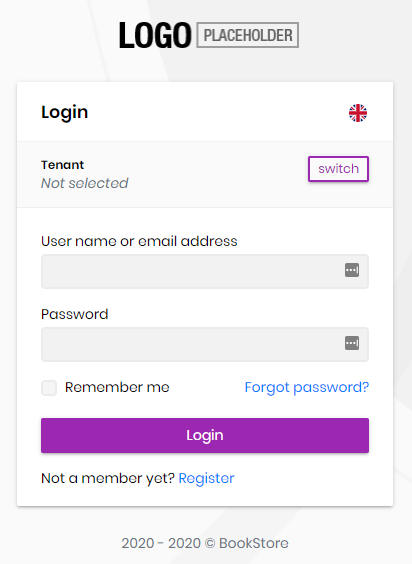 LOGO PLACEHOLDER
Login
Tenant
Not selected
switch
User name or email address
Password
Remember me
Forgot password?
Login
Not a member yet? Register
2020 - 2020 © BookStore